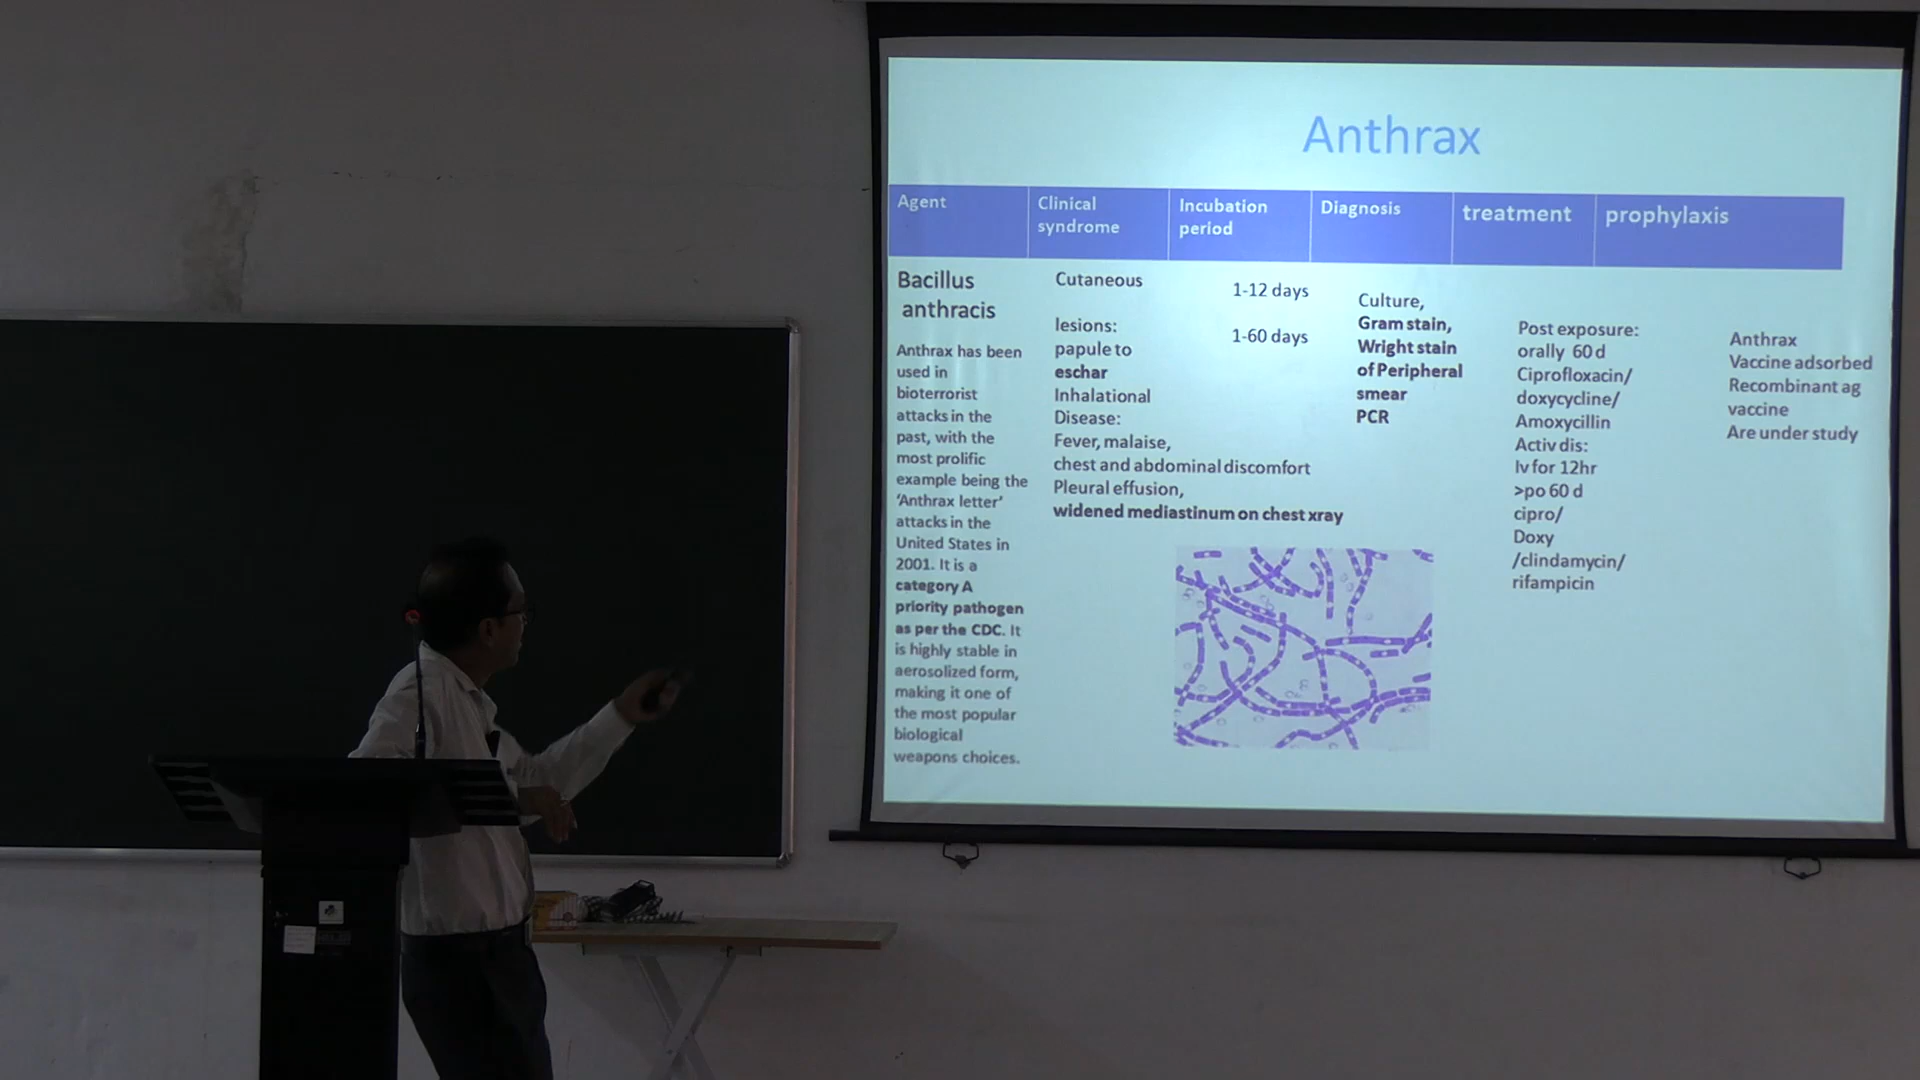 Anthrax
Agent
Clinical
syndrome
Incubation
period
Diagnosis
treatment
prophylaxis
Bacillus
anthracis
Anthrax has been
used in
bioterrorist
attacks in the
past, with the
most prolific
example being the
‘Anthrax letter’
attacks in the
United States in
2001. It is a
category A
priority pathogen
as per the CDC. It
is highly stable in
aerosolized form,
making it one of
the most popular
biological
weapons choices.
Cutaneous
lesions:
papule to
eschar
Inhalational
Disease:
Fever, malaise,
chest and abdominal discomfort
Pleural effusion,
widened mediastinum on chest xray
1-12 days
1-60 days
Culture,
Gram stain,
Wright stain
of Peripheral
smear
PCR
Post exposure:
orally 60 d
Ciprofloxacin/
doxycycline/
Amoxycillin
Activ dis:
Iv for 12hr
>po 60 d
cipro/
Doxy
/clindamycin/
rifampicin
Anthrax
Vaccine adsorbed
Recombinant ag
vaccine
Are under study